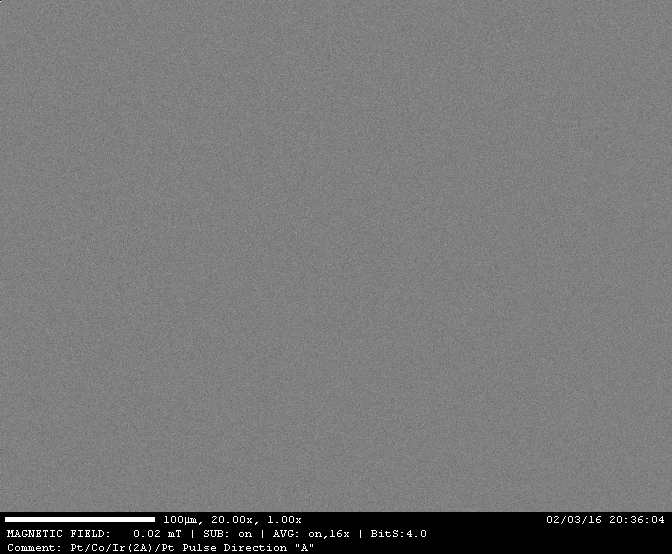 100µm, 20.00x, 1.00x 02/03/16 20:36:04
MAGNETIC FIELD: 0.02 mT | SUB: on | AVG: on,16x | BitS:4.0
Comment: Pt/Co/Ir(2A)/Pt Pulse Direction "A"